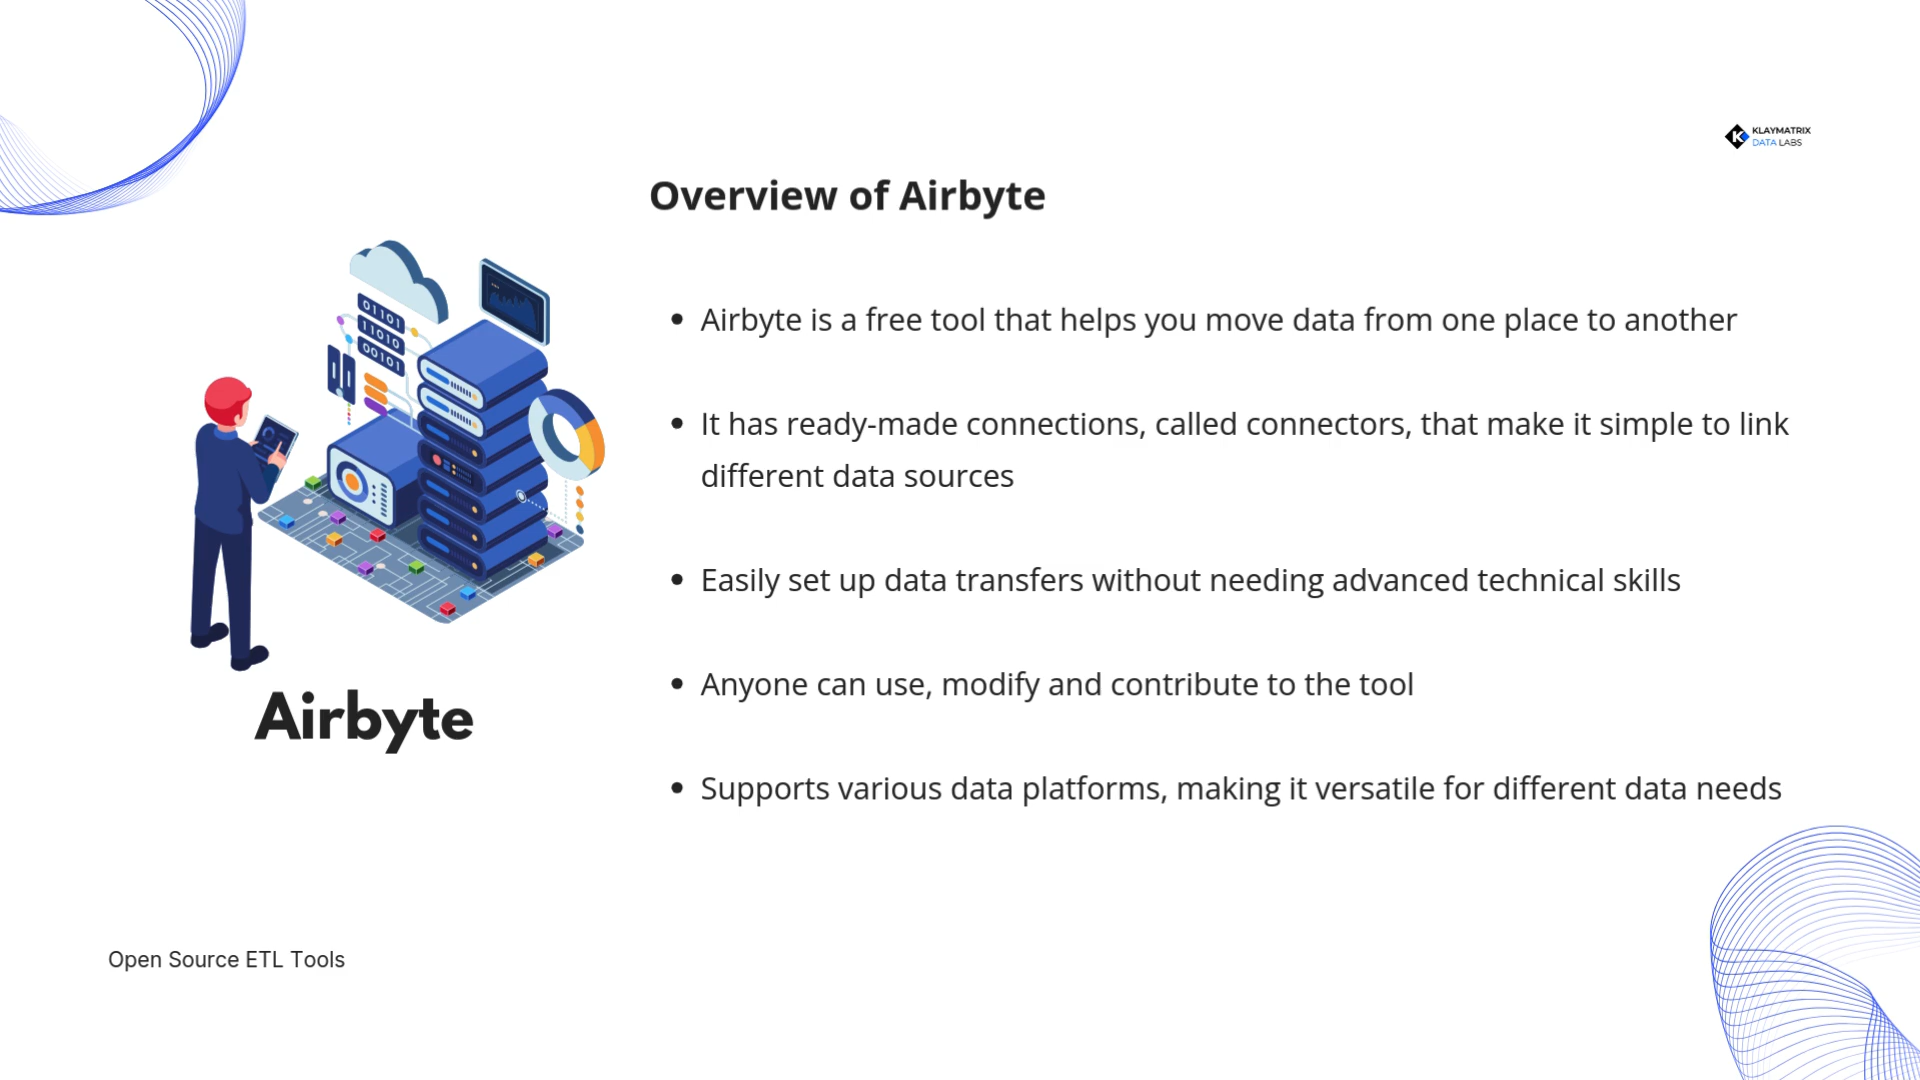 KLAYMATRIX
DATA LABS
Overview of Airbyte
• Airbyte is a free tool that helps you move data from one place to another
• It has ready-made connections, called connectors, that make it simple to link
different data sources
• Easily set up data transfers without needing advanced technical skills
• Anyone can use, modify and contribute to the tool
• Supports various data platforms, making it versatile for different data needs
01101
11010
00101
Airbyte
Open Source ETL Tools